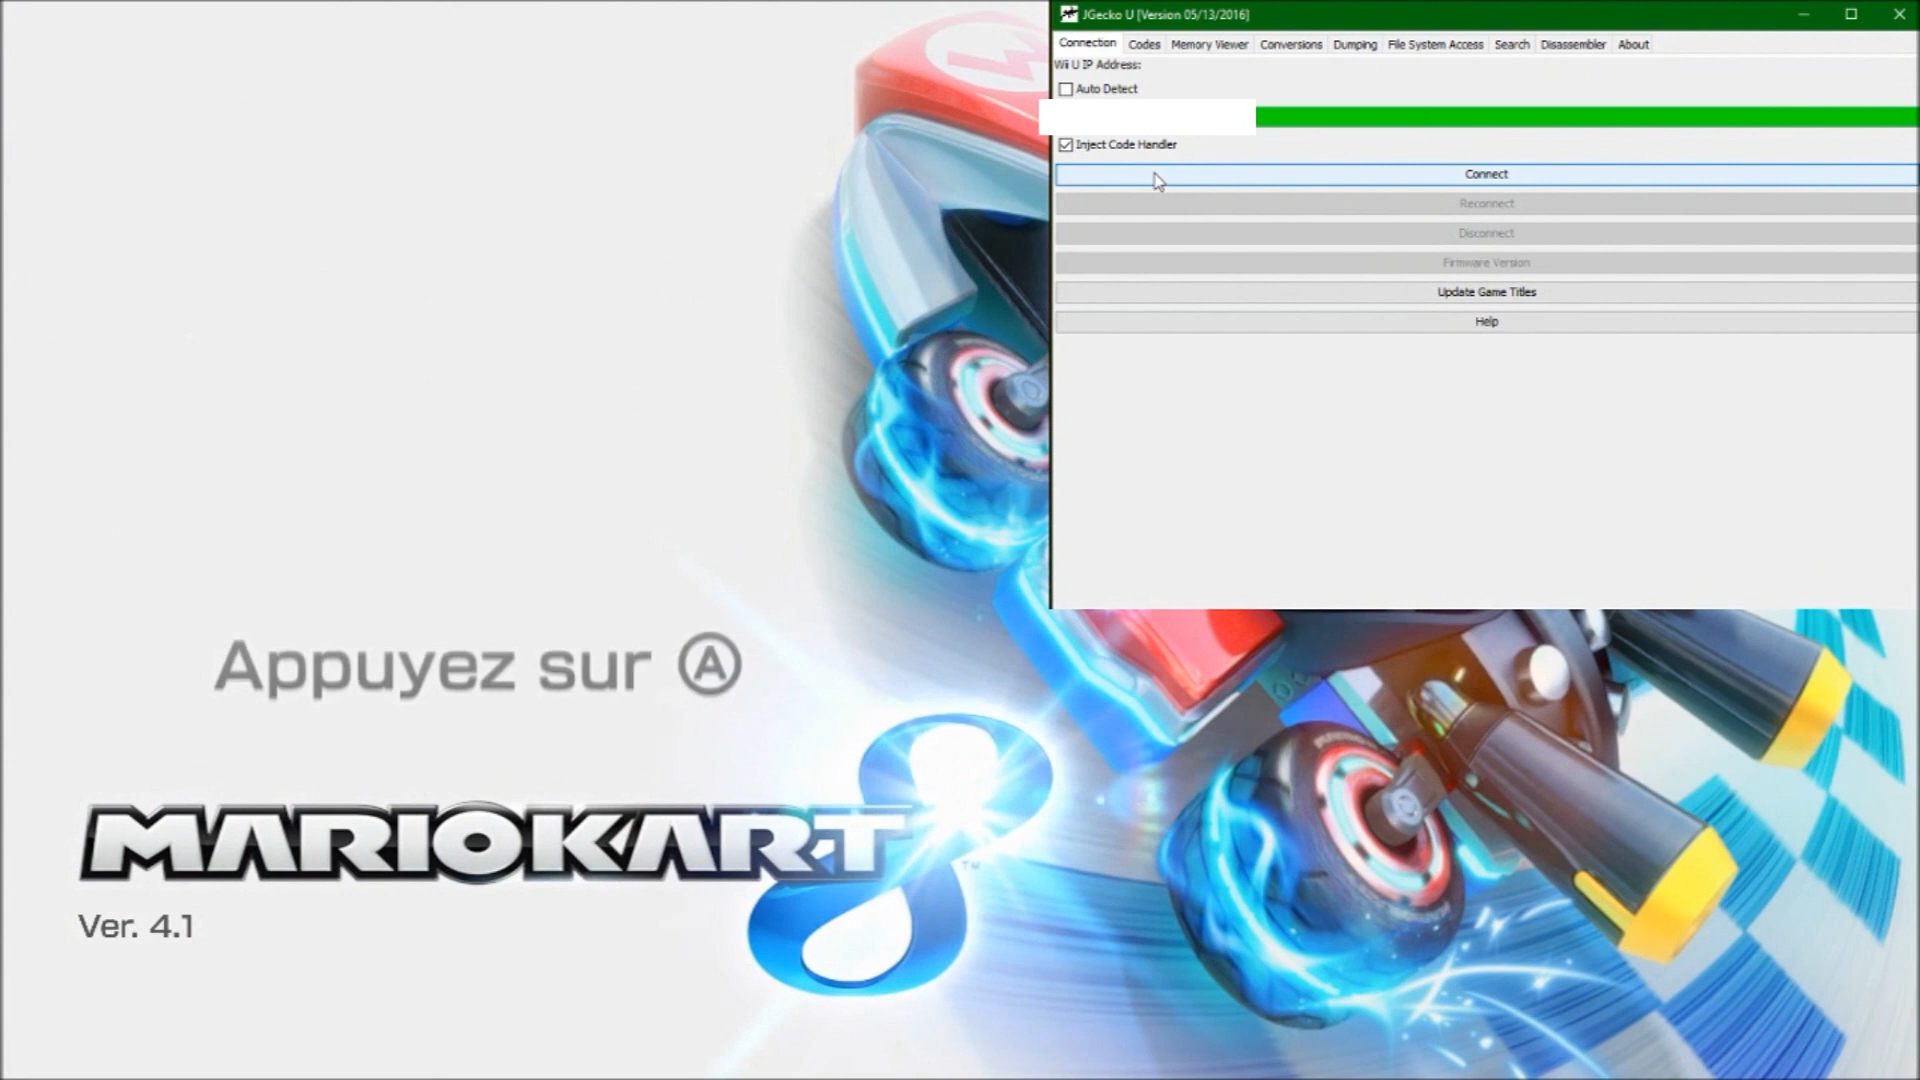 JGecko U [Version 05/13/2016]
Connection Codes Memory Viewer Conversions Dumping File System Access Search Disassembler About
Wii U IP Address:
Auto Detect
Inject Code Handler
Connect
Reconnect
Disconnect
Firmware Version
Update Game Titles
Help
Appuyez sur Ⓐ
MARIOKART 8 TM
Ver. 4.1